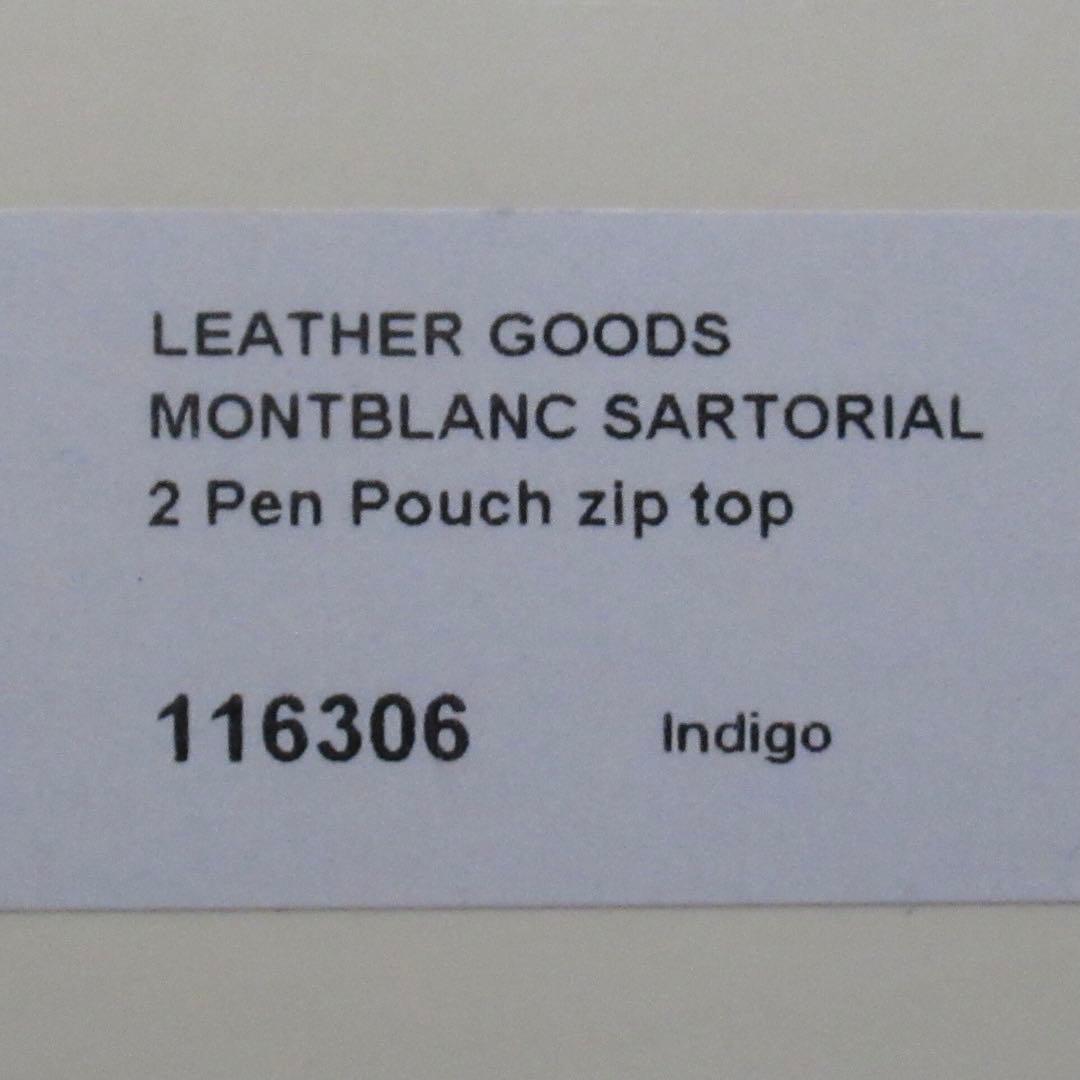 LEATHER GOODS
MONTBLANC SARTORIAL
2 Pen Pouch zip top
116306 Indigo